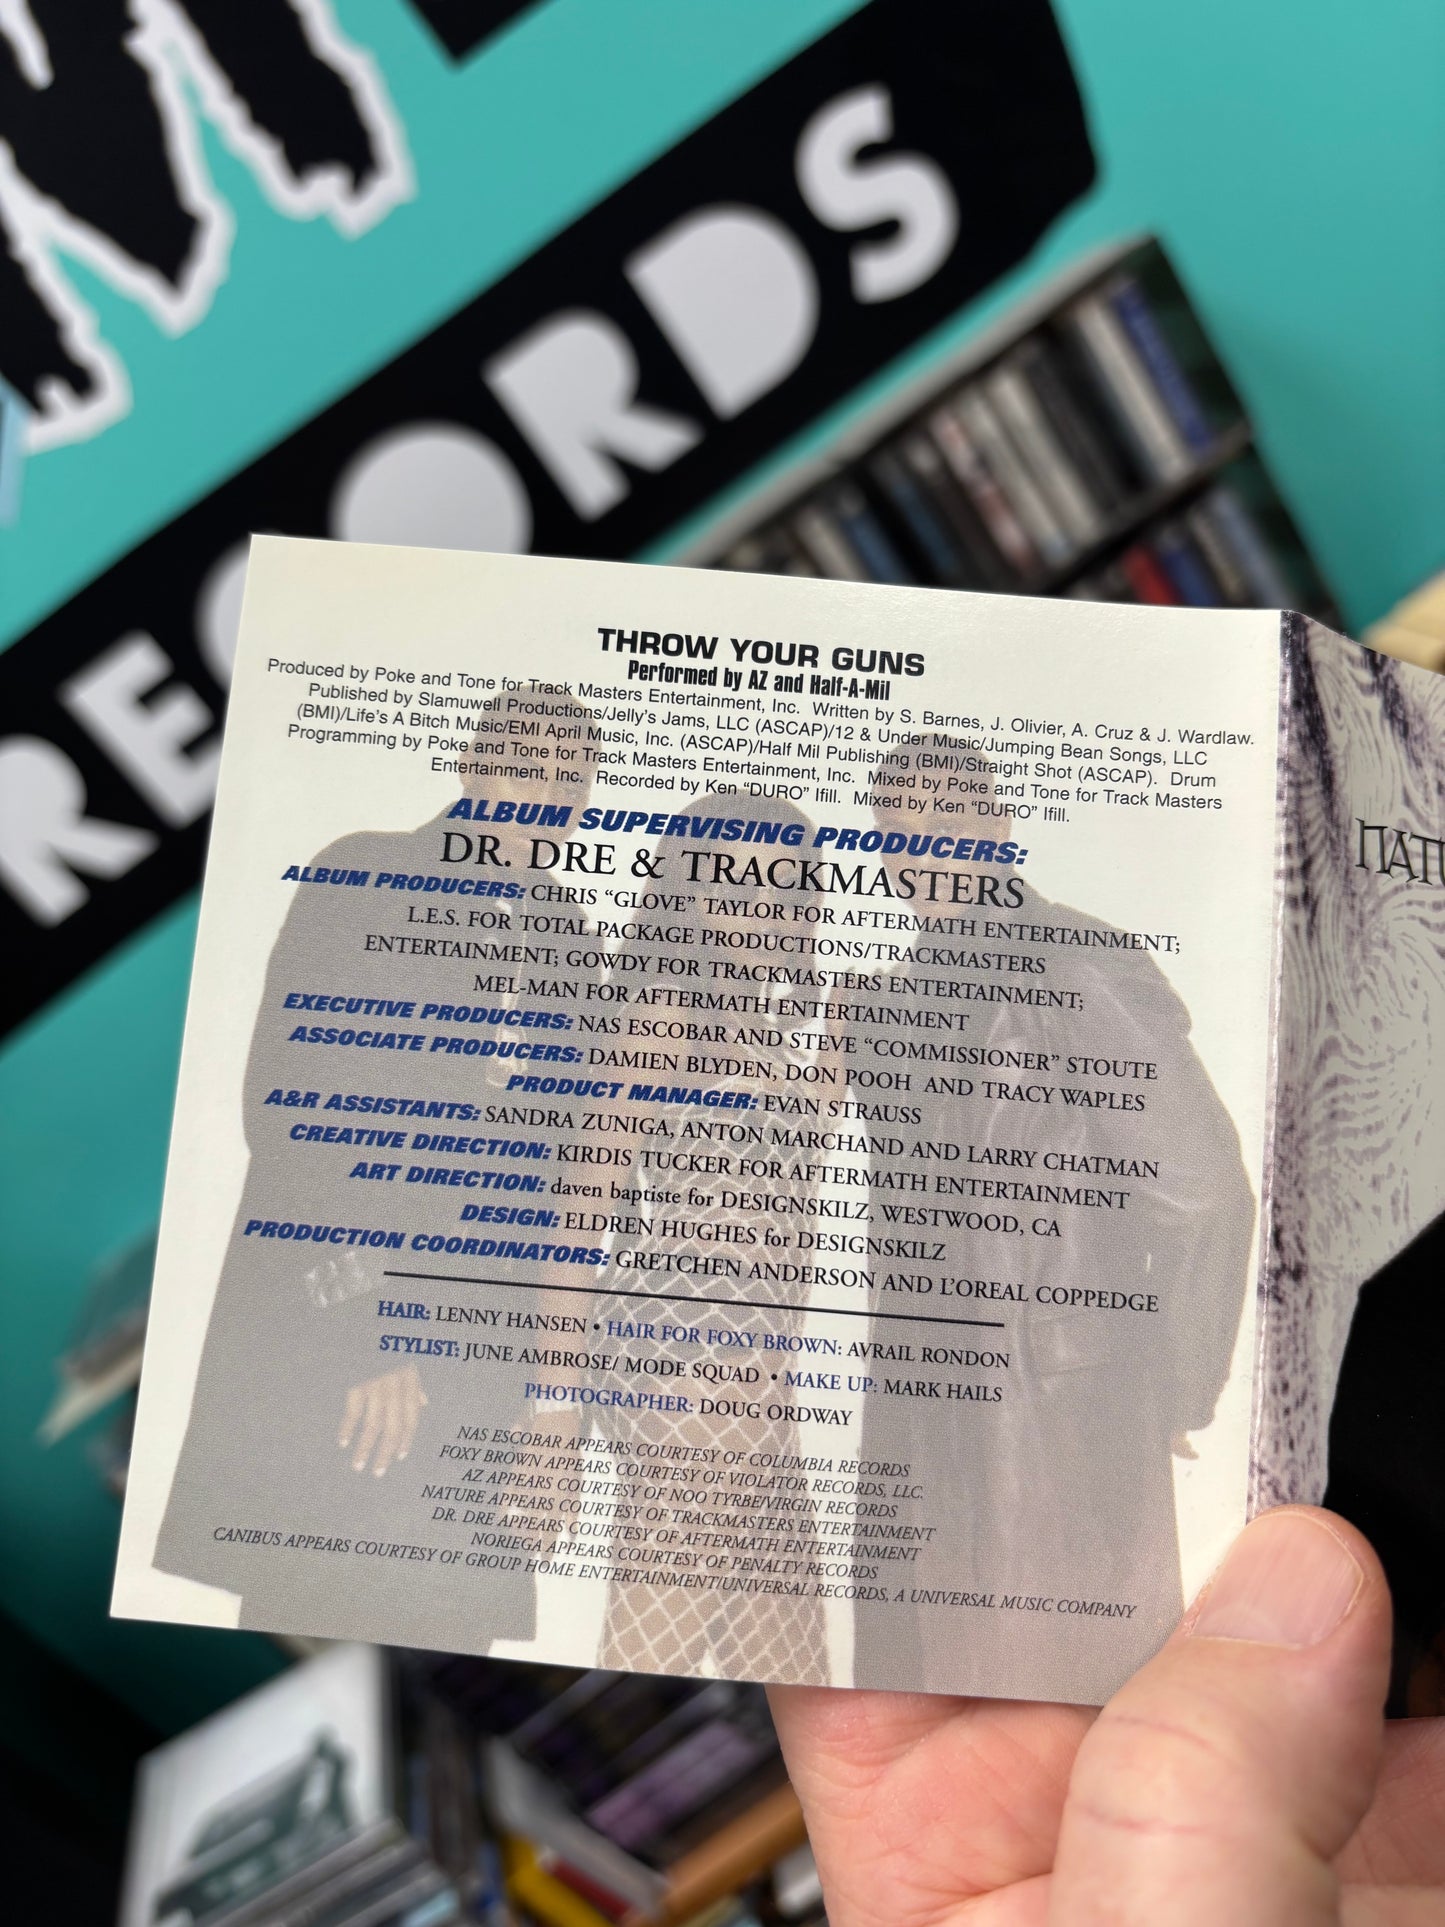 RECORDS
THROW YOUR GUNS
Performed by AZ and Half-A-Mil
Produced by Poke and Tone for Track Masters Entertainment, Inc. Written by S. Barnes, J. Olivier, A. Cruz & J. Wardlaw.
Published by Slamuwell Productions/Jelly's Jams, LLC (ASCAP)/12 & Under Music/Jumping Bean Songs, LLC
(BMI)/Life's A Bitch Music/EMI April Music, Inc. (ASCAP)/Half Mil Publishing (BMI)/Straight Shot (ASCAP). Drum
Programming by Poke and Tone for Track Masters Entertainment, Inc. Mixed by Poke and Tone for Track Masters
Entertainment, Inc. Recorded by Ken "DURO" Ifill. Mixed by Ken "DURO" Ifill.
ALBUM SUPERVISING PRODUCERS:
DR. DRE & TRACKMASTERS
ALBUM PRODUCERS: CHRIS "GLOVE" TAYLOR FOR AFTERMATH ENTERTAINMENT;
L.E.S. FOR TOTAL PACKAGE PRODUCTIONS/TRACKMASTERS
ENTERTAINMENT; GOWDY FOR TRACKMASTERS ENTERTAINMENT;
MEL-MAN FOR AFTERMATH ENTERTAINMENT
EXECUTIVE PRODUCERS: NAS ESCOBAR AND STEVE "COMMISSIONER" STOUTE
ASSOCIATE PRODUCERS: DAMIEN BLYDEN, DON POOH AND TRACY WAPLES
PRODUCT MANAGER: EVAN STRAUSS
A&R ASSISTANTS: SANDRA ZUNIGA, ANTON MARCHAND AND LARRY CHATMAN
CREATIVE DIRECTION: KIRDIS TUCKER FOR AFTERMATH ENTERTAINMENT
ART DIRECTION: daven baptiste for DESIGNSKILZ, WESTWOOD, CA
DESIGN: ELDREN HUGHES for DESIGNSKILZ
PRODUCTION COORDINATORS: GRETCHEN ANDERSON AND L'OREAL COPPEDGE
HAIR: LENNY HANSEN • HAIR FOR FOXY BROWN: AVRAIL RONDON
STYLIST: JUNE AMBROSE/ MODE SQUAD • MAKE UP: MARK HAILS
PHOTOGRAPHER: DOUG ORDWAY
NAS ESCOBAR APPEARS COURTESY OF COLUMBIA RECORDS
FOXY BROWN APPEARS COURTESY OF VIOLATOR RECORDS, LLC.
AZ APPEARS COURTESY OF NOO TYRBE/VIRGIN RECORDS
NATURE APPEARS COURTESY OF TRACKMASTERS ENTERTAINMENT
DR. DRE APPEARS COURTESY OF AFTERMATH ENTERTAINMENT
NORIEGA APPEARS COURTESY OF PENALTY RECORDS
CANIBUS APPEARS COURTESY OF GROUP HOME ENTERTAINMENT/UNIVERSAL RECORDS, A UNIVERSAL MUSIC COMPANY